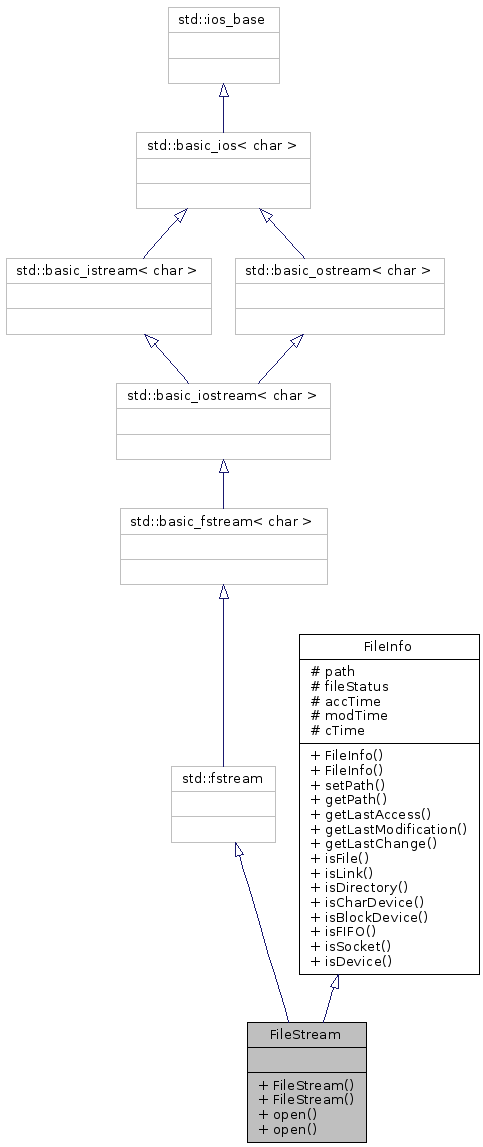 std::ios_base
std::basic_ios< char >
std::basic_istream< char >
std::basic_ostream< char >
std::basic_iostream< char >
std::basic_fstream< char >
FileInfo
# path
# fileStatus
# accTime
# modTime
# cTime
+ FileInfo()
+ FileInfo()
+ setPath()
+ getPath()
+ getLastAccess()
+ getLastModification()
+ getLastChange()
+ isFile()
+ isLink()
+ isDirectory()
+ isCharDevice()
+ isBlockDevice()
+ isFIFO()
+ isSocket()
+ isDevice()
std::fstream
FileStream
+ FileStream()
+ FileStream()
+ open()
+ open()